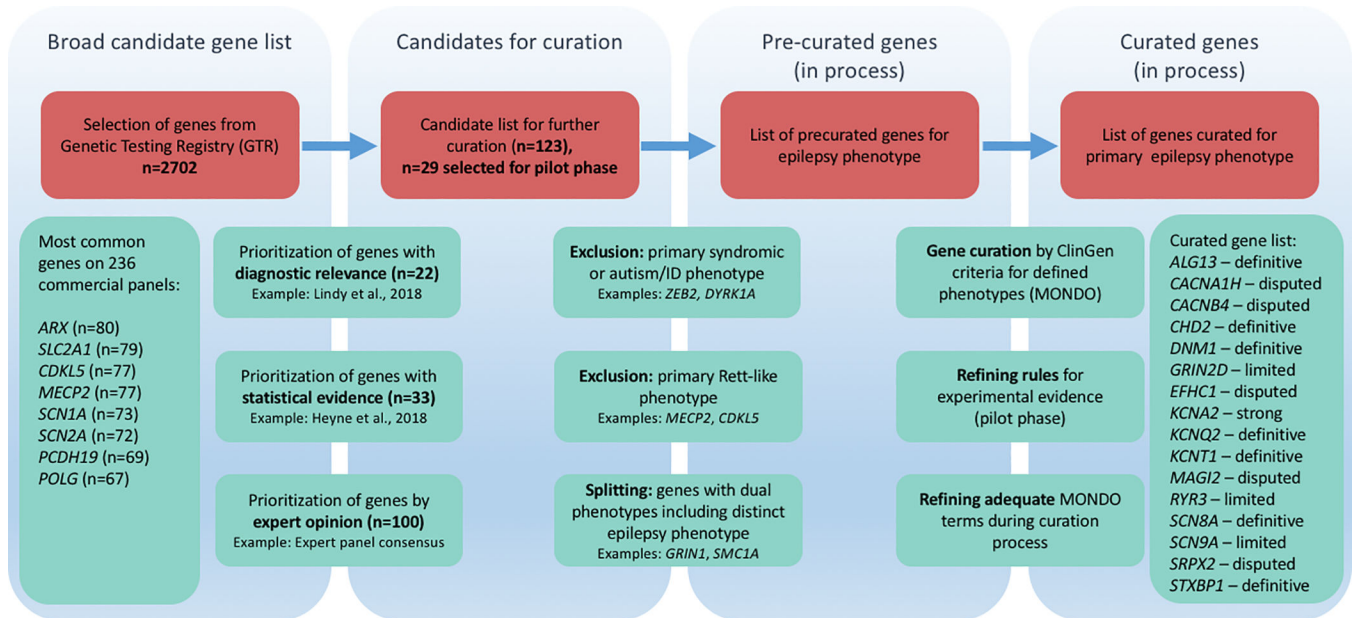 Broad candidate gene list
Selection of genes from
Genetic Testing Registry (GTR)
n=2702
Most common
genes on 236
commercial panels:
ARX (n=80)
SLC2A1 (n=79)
CDKL5 (n=77)
MECP2 (n=77)
SCN1A (n=73)
SCN2A (n=72)
PCDH19 (n=69)
POLG (n=67)
Prioritization of genes with
diagnostic relevance (n=22)
Example: Lindy et al., 2018
Prioritization of genes with
statistical evidence (n=33)
Example: Heyne et al., 2018
Prioritization of genes by
expert opinion (n=100)
Example: Expert panel consensus
Candidates for curation
Candidate list for further
curation (n=123),
n=29 selected for pilot phase
Exclusion: primary syndromic
or autism/ID phenotype
Examples: ZEB2, DYRK1A
Exclusion: primary Rett-like
phenotype
Examples: MECP2, CDKL5
Splitting: genes with dual
phenotypes including distinct
epilepsy phenotype
Examples: GRIN1, SMC1A
Pre-curated genes
(in process)
List of precurated genes for
epilepsy phenotype
Gene curation by ClinGen
criteria for defined
phenotypes (MONDO)
Refining rules for
experimental evidence
(pilot phase)
Refining adequate MONDO
terms during curation
process
Curated genes
(in process)
List of genes curated for
primary epilepsy phenotype
Curated gene list:
ALG13 – definitive
CACNA1H – disputed
CACNB4 – disputed
CHD2 – definitive
DNM1 – definitive
GRIN2D – limited
EFHC1 – disputed
KCNA2 – strong
KCNQ2 – definitive
KCNT1 – definitive
MAGI2 – disputed
RYR3 – limited
SCN8A – definitive
SCN9A – limited
SRPX2 – disputed
STXBP1 – definitive